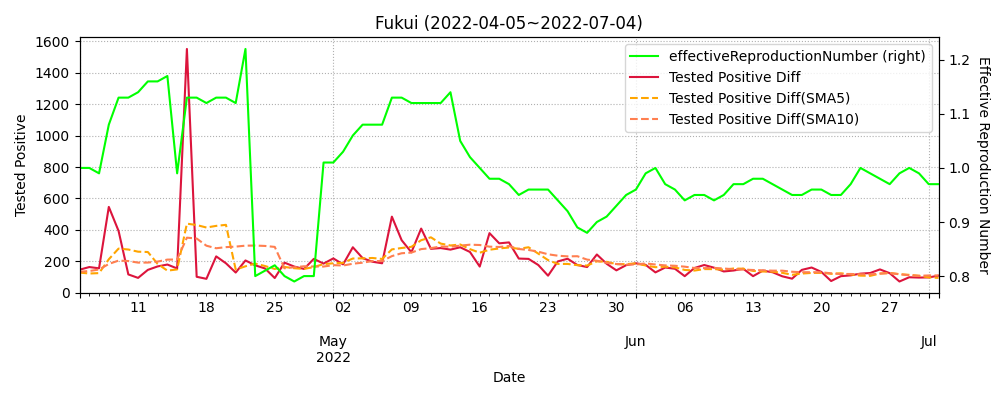 Fukui (2022-04-05~2022-07-04)
effectiveReproductionNumber (right)
Tested Positive Diff
Tested Positive Diff(SMA5)
Tested Positive Diff(SMA10)
Tested Positive
1600
1400
1200
1000
800
600
400
200
0
1.2
1.1
1.0
0.9
0.8
Effective Reproduction Number
11 18 25 02 09 16 23 30 06 13 20 27
May Jun Jul
2022
Date